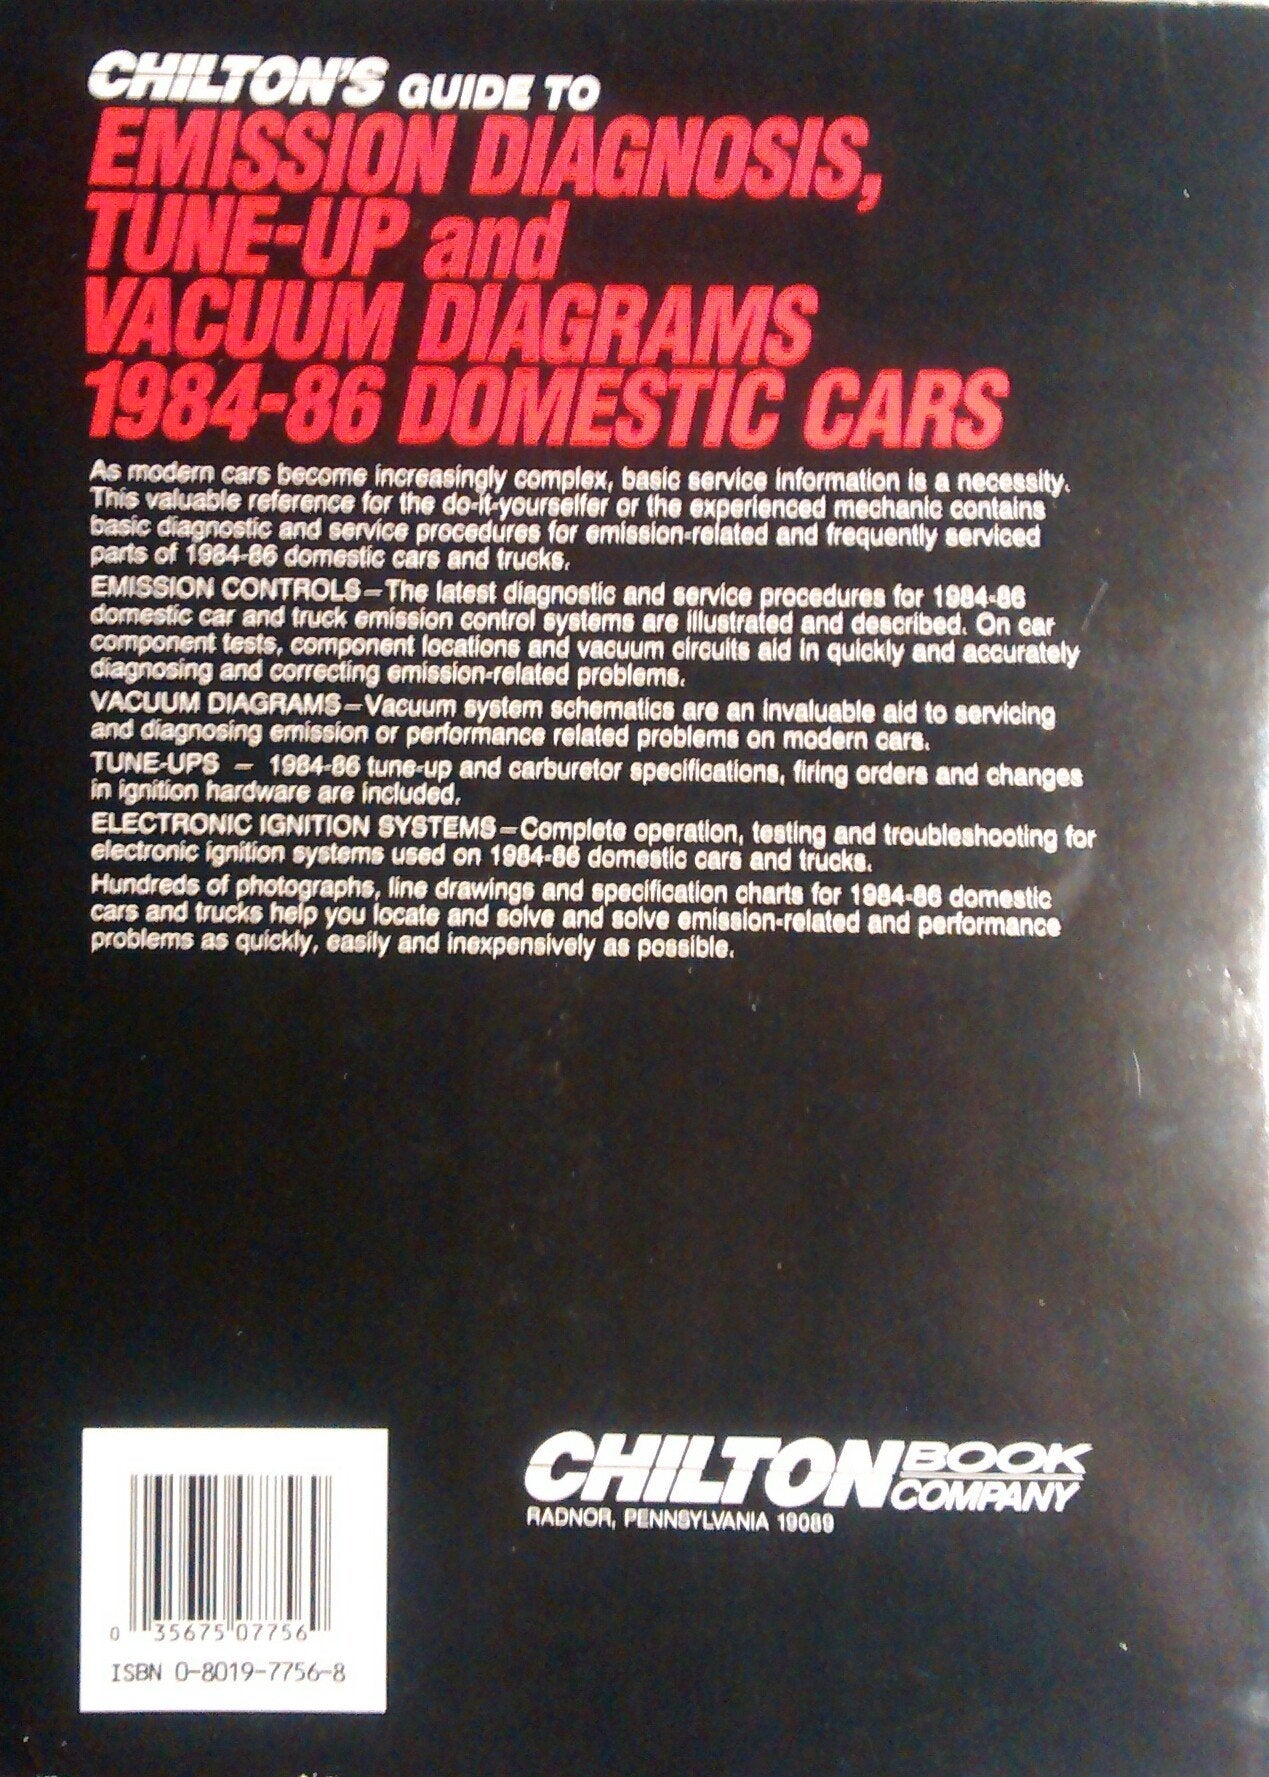 CHILTON'S GUIDE TO
EMISSION DIAGNOSIS,
TUNE-UP and
VACUUM DIAGRAMS
1984-86 DOMESTIC CARS
As modern cars become increasingly complex, basic service information is a necessity.
This valuable reference for the do-it-yourselfer or the experienced mechanic contains
basic diagnostic and service procedures for emission-related and frequently serviced
parts of 1984-86 domestic cars and trucks.
EMISSION CONTROLS—The latest diagnostic and service procedures for 1984-86
domestic car and truck emission control systems are illustrated and described. On car
component tests, component locations and vacuum circuits aid in quickly and accurately
diagnosing and correcting emission-related problems.
VACUUM DIAGRAMS—Vacuum system schematics are an invaluable aid to servicing
and diagnosing emission or performance related problems on modern cars.
TUNE-UPS — 1984-86 tune-up and carburetor specifications, firing orders and changes
in ignition hardware are included.
ELECTRONIC IGNITION SYSTEMS—Complete operation, testing and troubleshooting for
electronic ignition systems used on 1984-86 domestic cars and trucks.
Hundreds of photographs, line drawings and specification charts for 1984-86 domestic
cars and trucks help you locate and solve and solve emission-related and performance
problems as quickly, easily and inexpensively as possible.
CHILTON BOOK COMPANY
RADNOR, PENNSYLVANIA 19089
0 35675 07756
ISBN 0-8019-7756-8